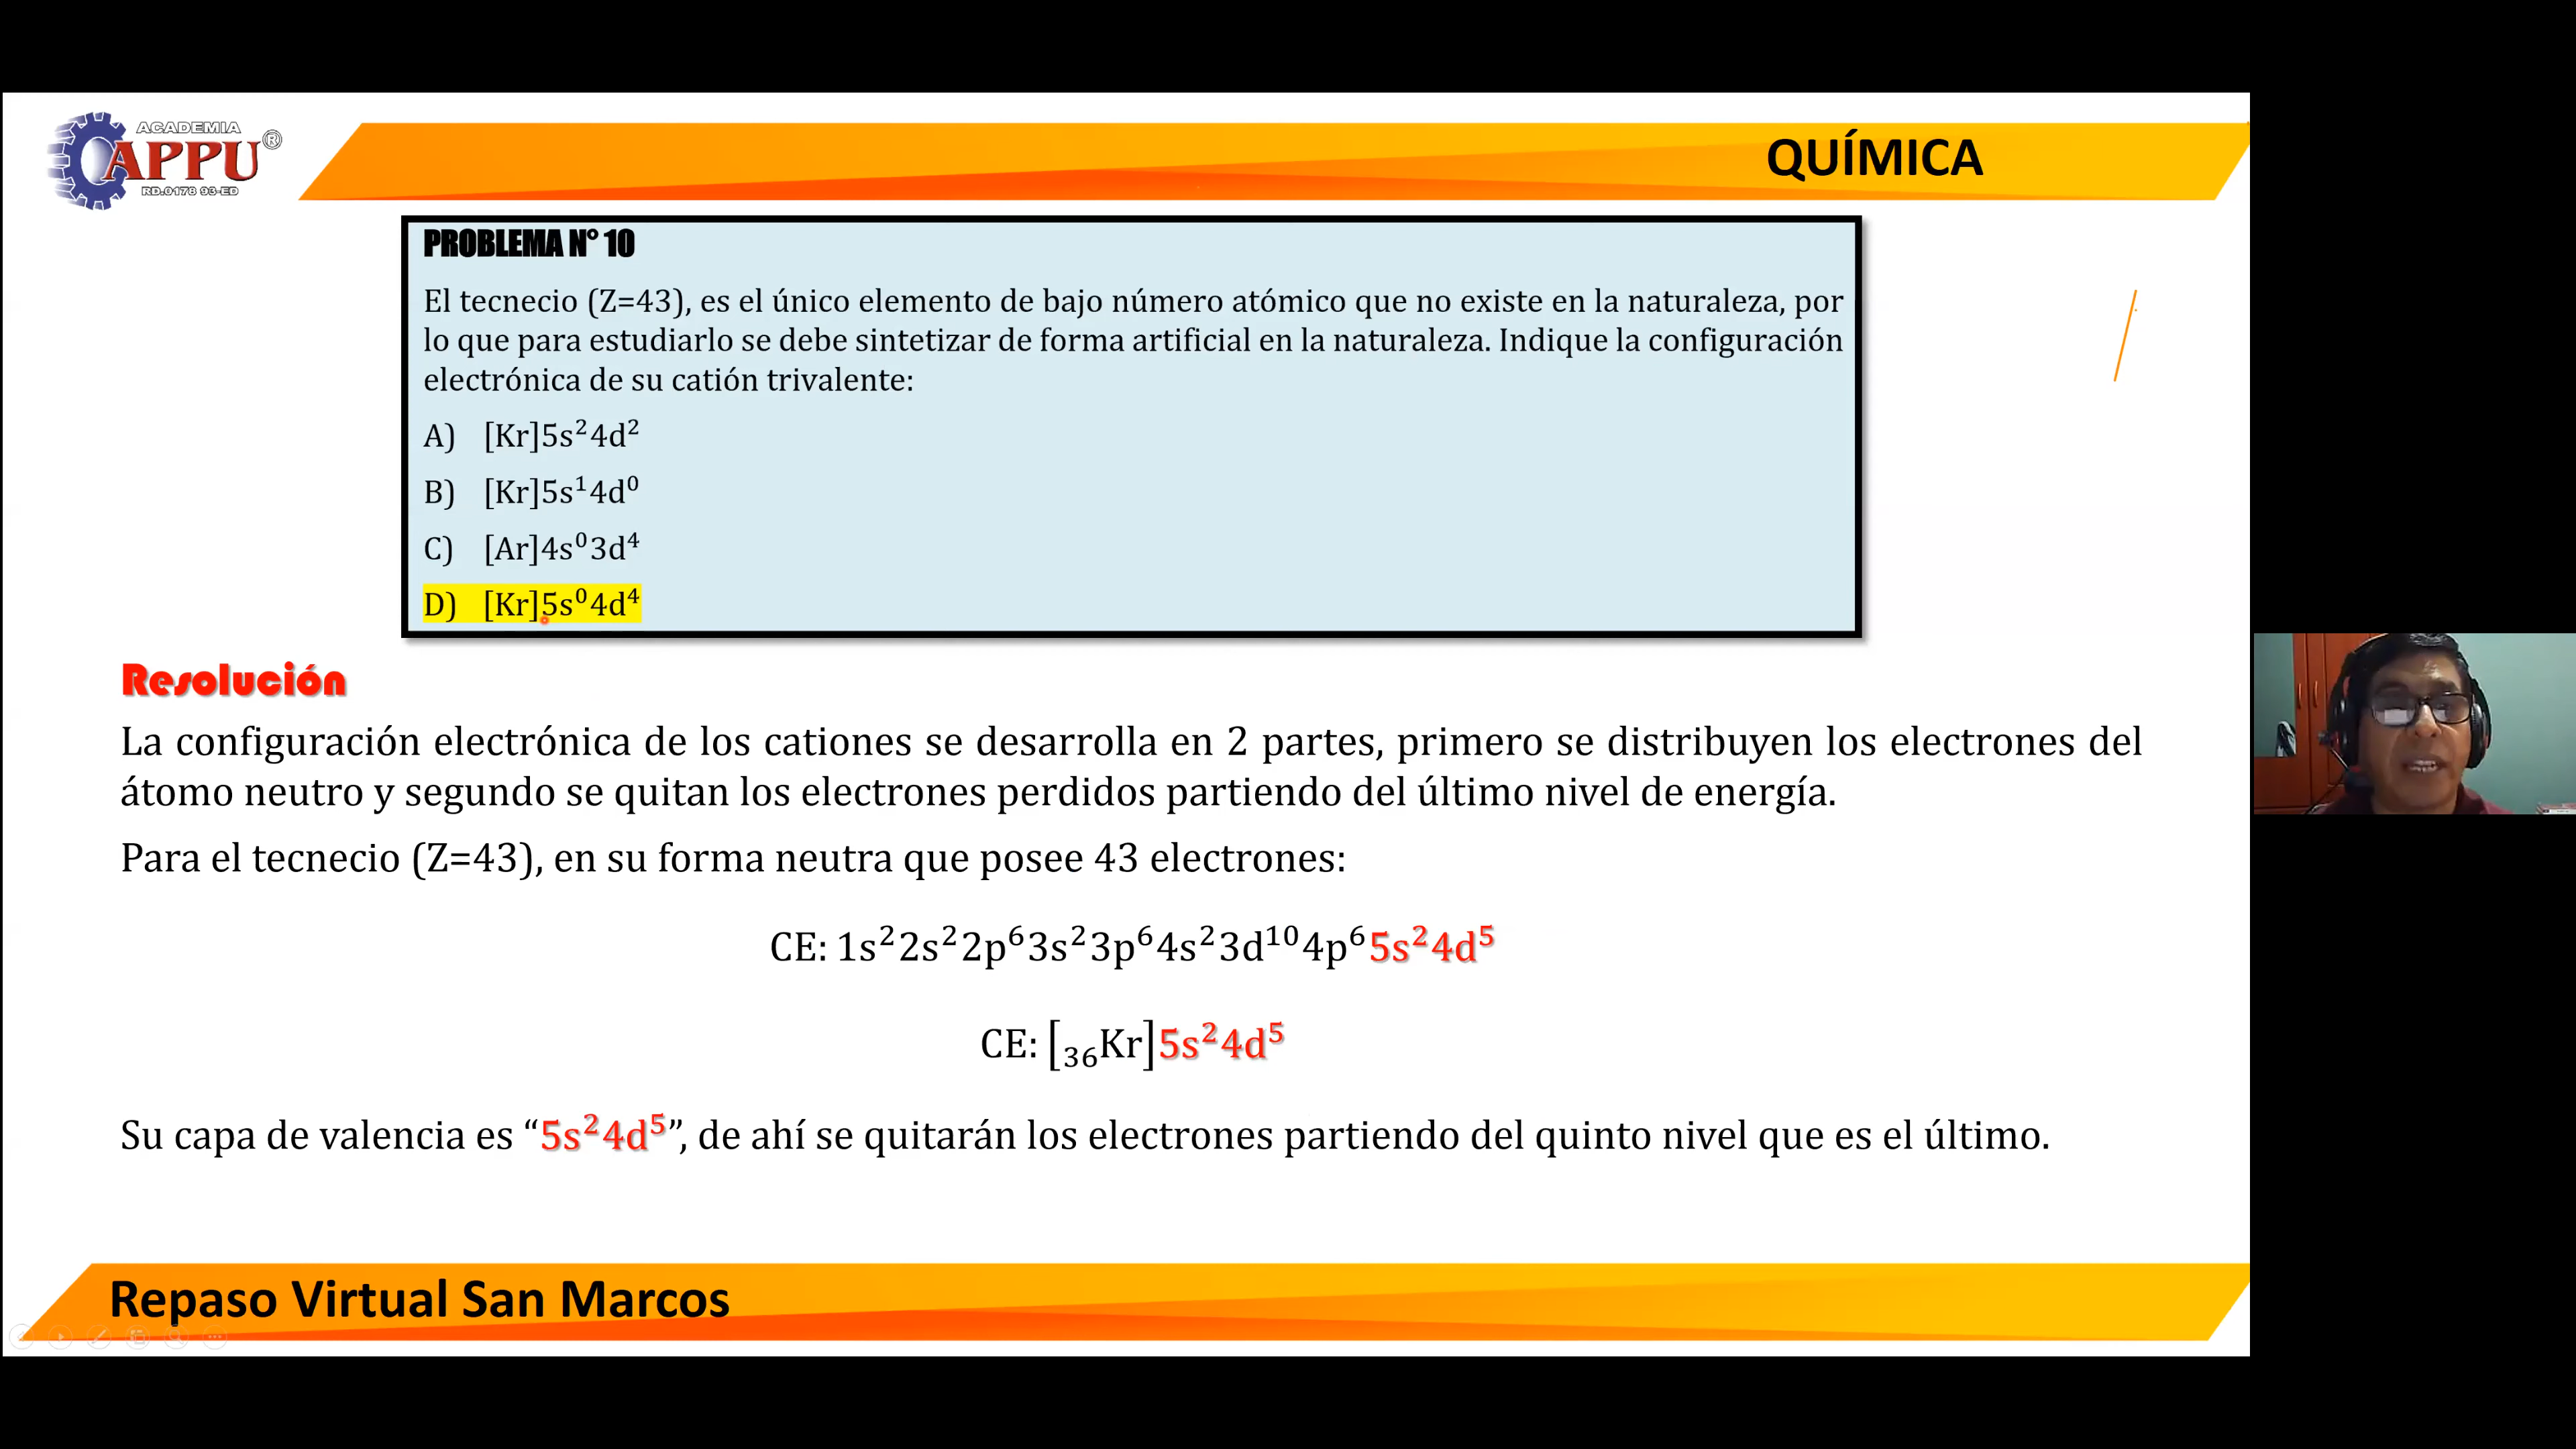 ACADEMIA
APPU®
RD.0178 93-ED
QUÍMICA
PROBLEMA N° 10
El tecnecio (Z=43), es el único elemento de bajo número atómico que no existe en la naturaleza, por
lo que para estudiarlo se debe sintetizar de forma artificial en la naturaleza. Indique la configuración
electrónica de su catión trivalente:
A) [Kr]5s²4d²
B) [Kr]5s¹4d⁰
C) [Ar]4s⁰3d⁴
D) [Kr]5s⁰4d⁴
Resolución
La configuración electrónica de los cationes se desarrolla en 2 partes, primero se distribuyen los electrones del
átomo neutro y segundo se quitan los electrones perdidos partiendo del último nivel de energía.
Para el tecnecio (Z=43), en su forma neutra que posee 43 electrones:
CE: 1s²2s²2p⁶3s²3p⁶4s²3d¹⁰4p⁶5s²4d⁵
CE: [₃₆Kr]5s²4d⁵
Su capa de valencia es “5s²4d⁵”, de ahí se quitarán los electrones partiendo del quinto nivel que es el último.
Repaso Virtual San Marcos